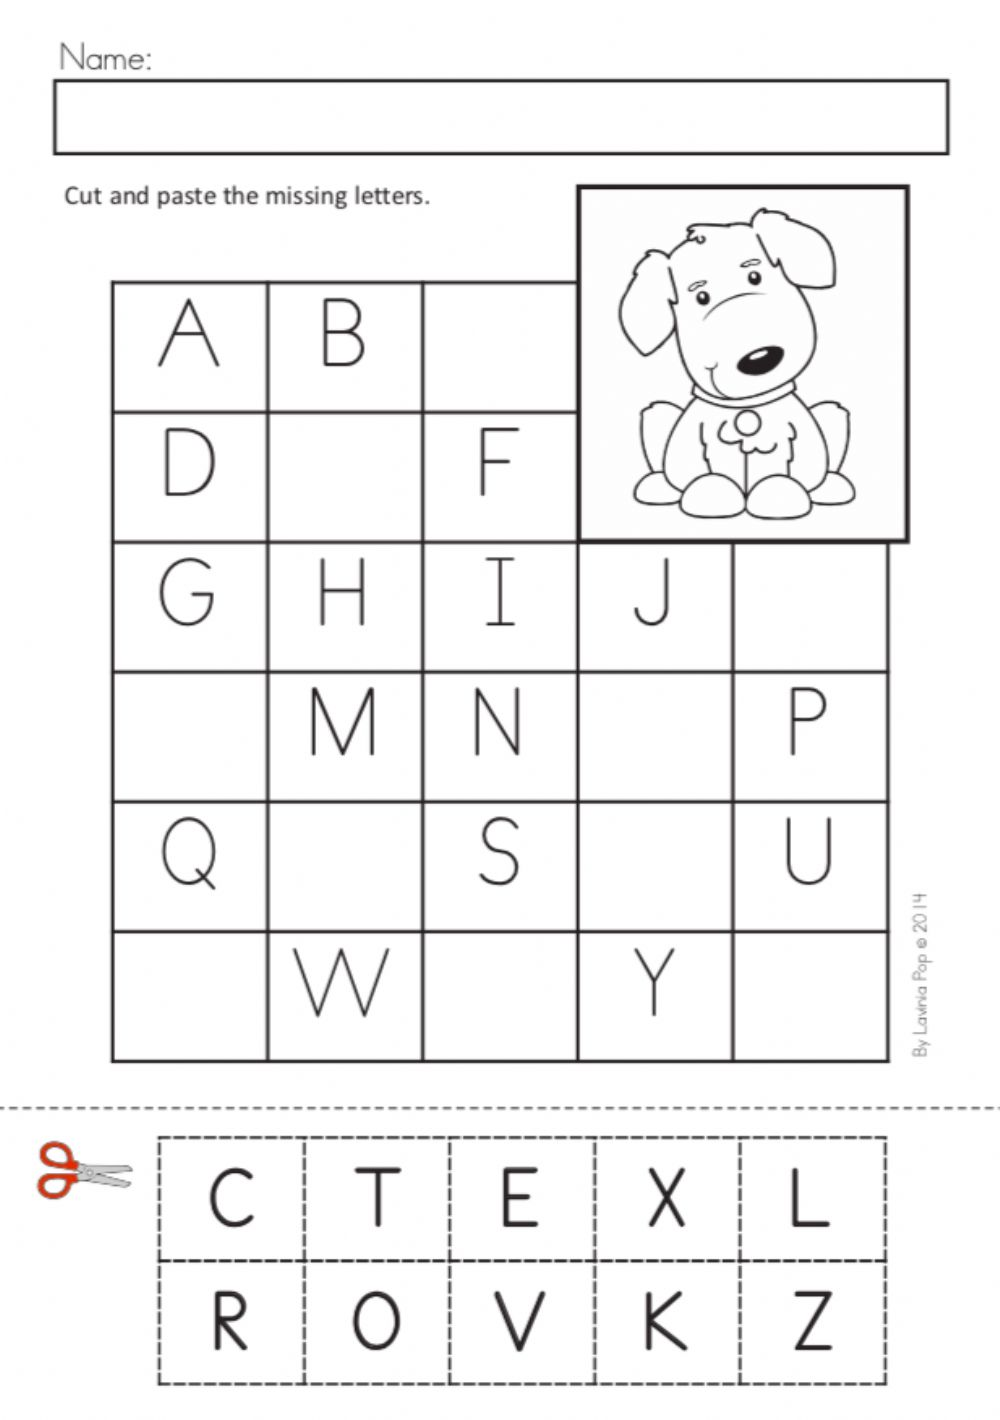 Name:
Cut and paste the missing letters.
A B
D F
G H I J
M N P
Q S U
W Y
By Lavinia Pop © 2014
C T E X L
R O V K Z